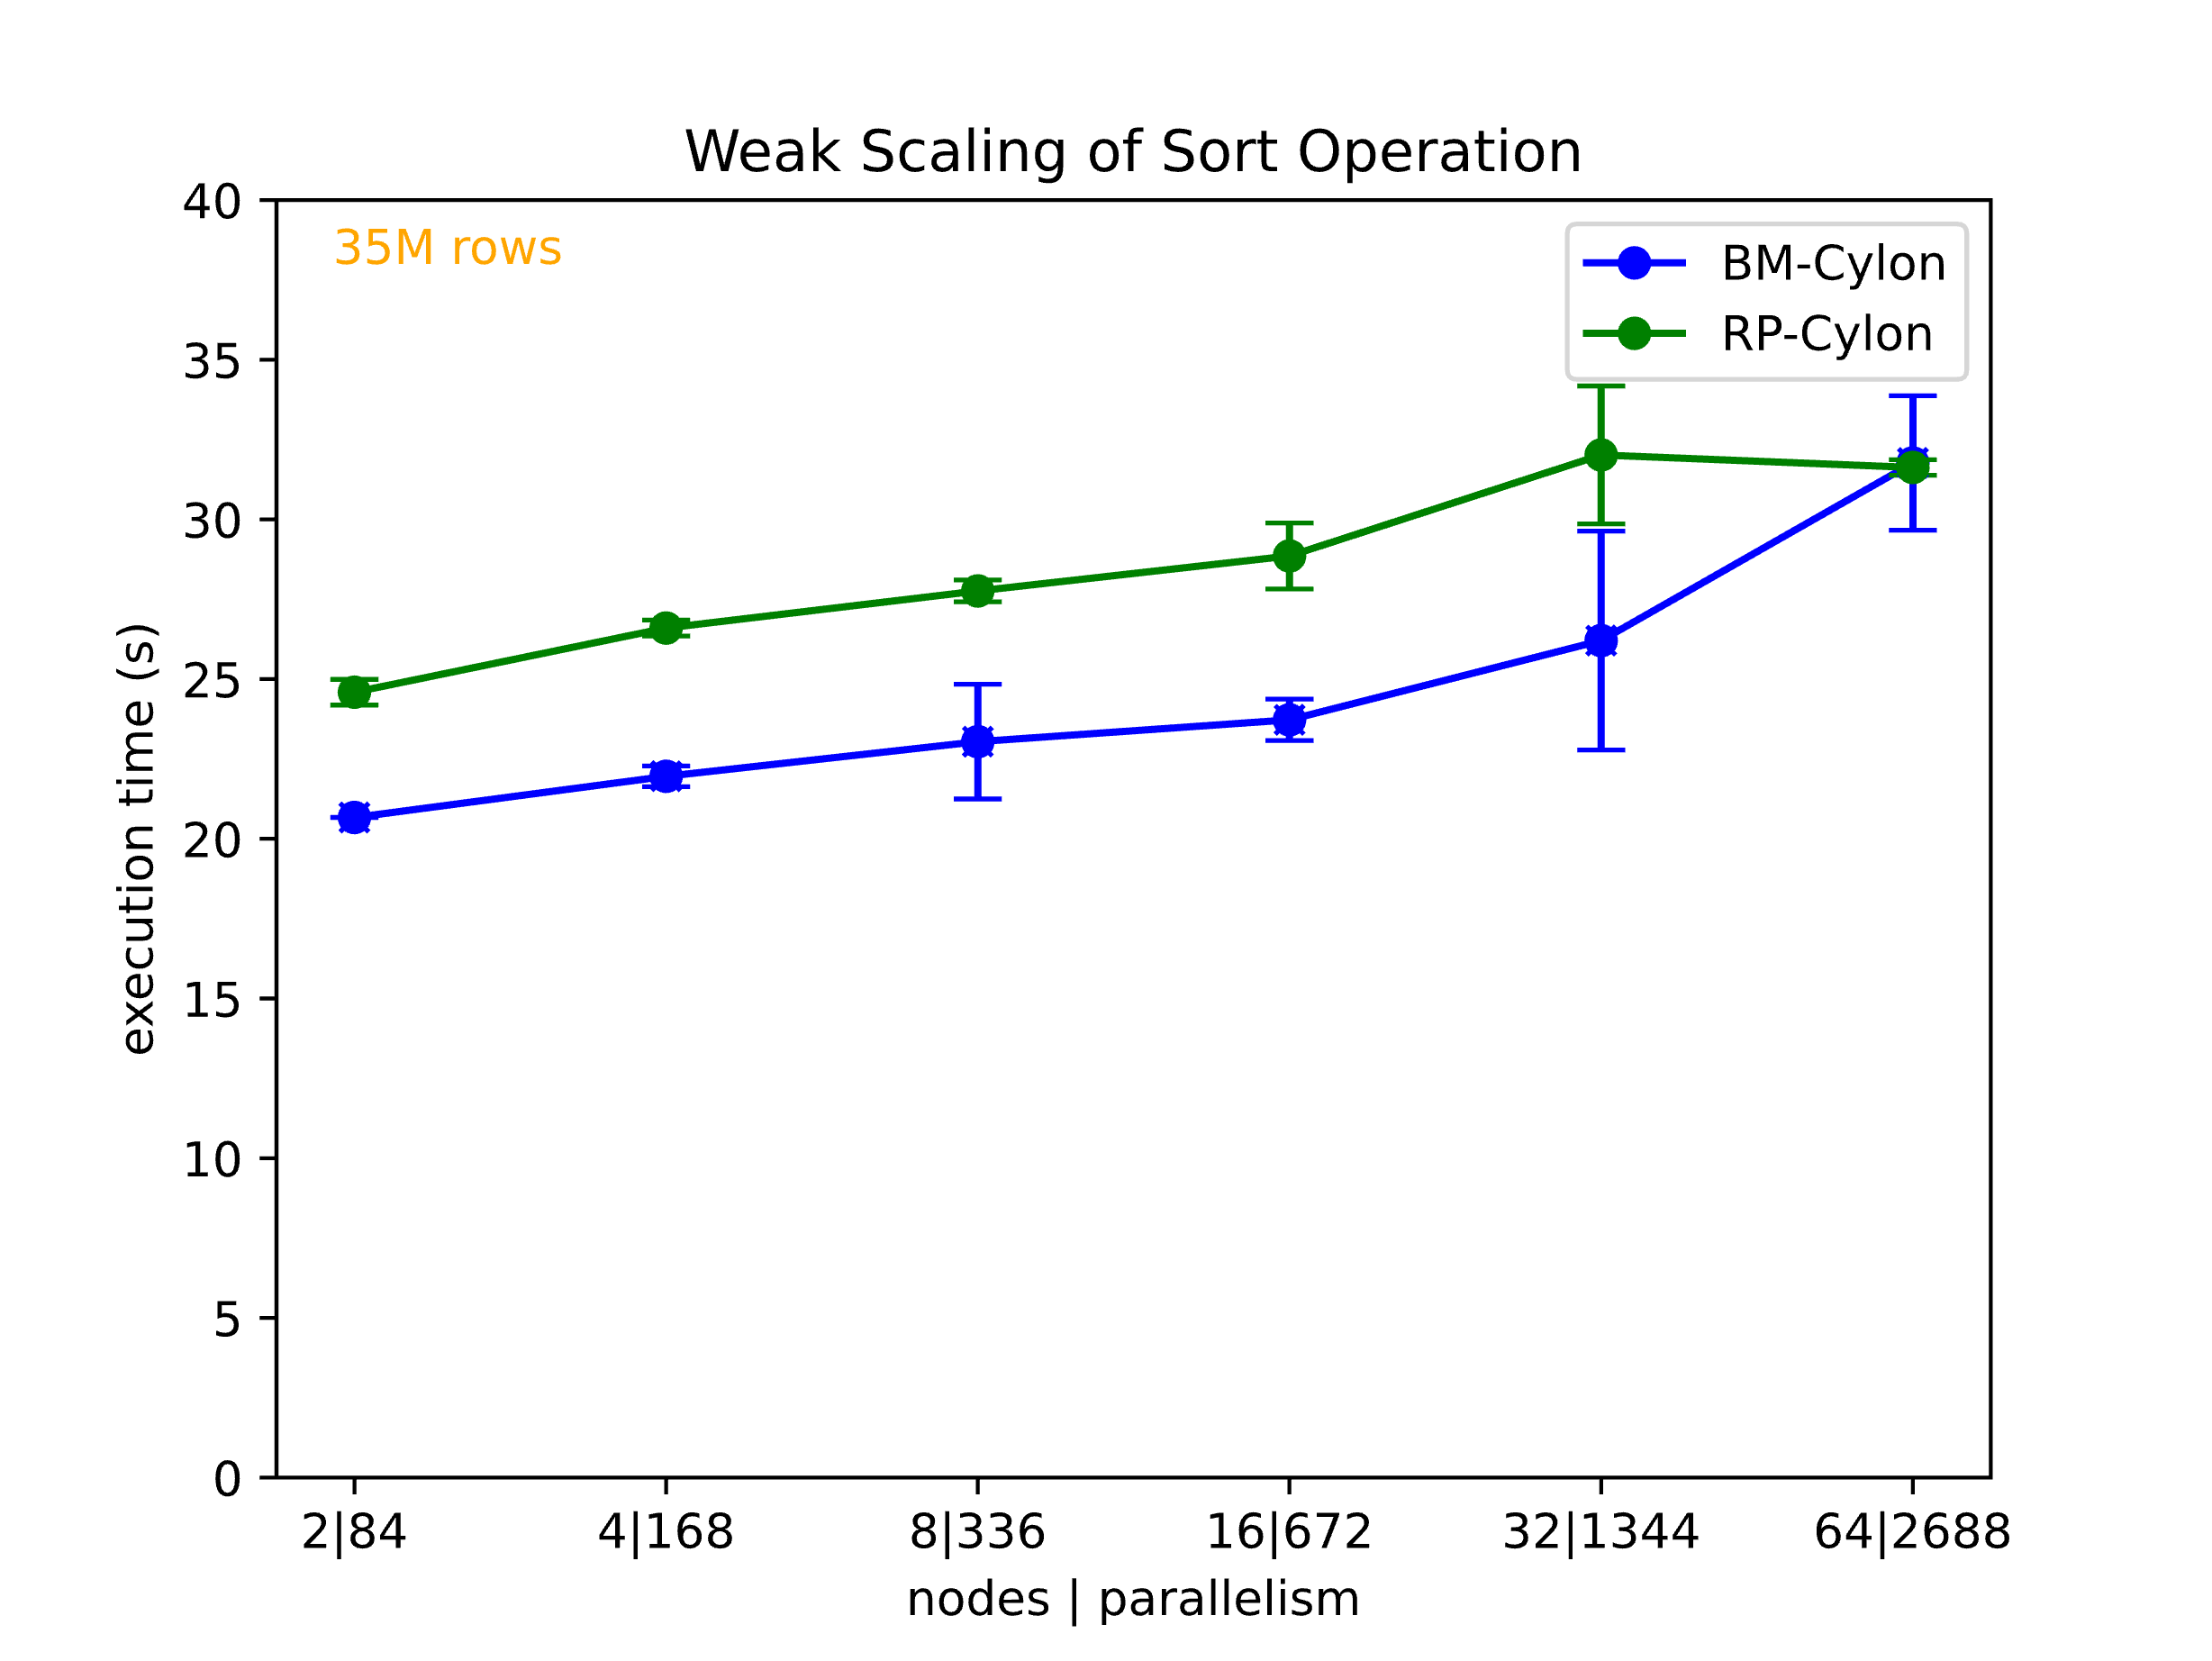 Weak Scaling of Sort Operation
35M rows
BM-Cylon
RP-Cylon
execution time (s)
40
35
30
25
20
15
10
5
0
2|84
4|168
8|336
16|672
32|1344
64|2688
nodes | parallelism